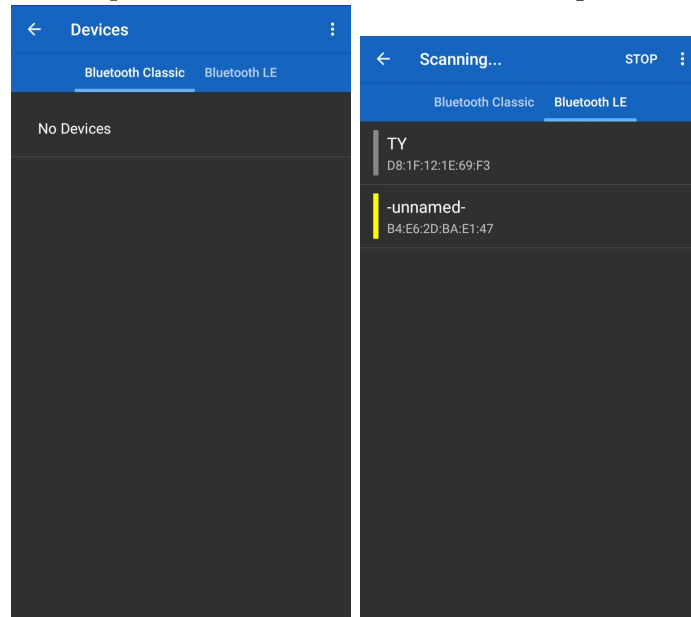 Devices
Bluetooth Classic Bluetooth LE
No Devices
Scanning... STOP
Bluetooth Classic Bluetooth LE
TY
D8:1F:12:1E:69:F3
-unnamed-
B4:E6:2D:BA:E1:47